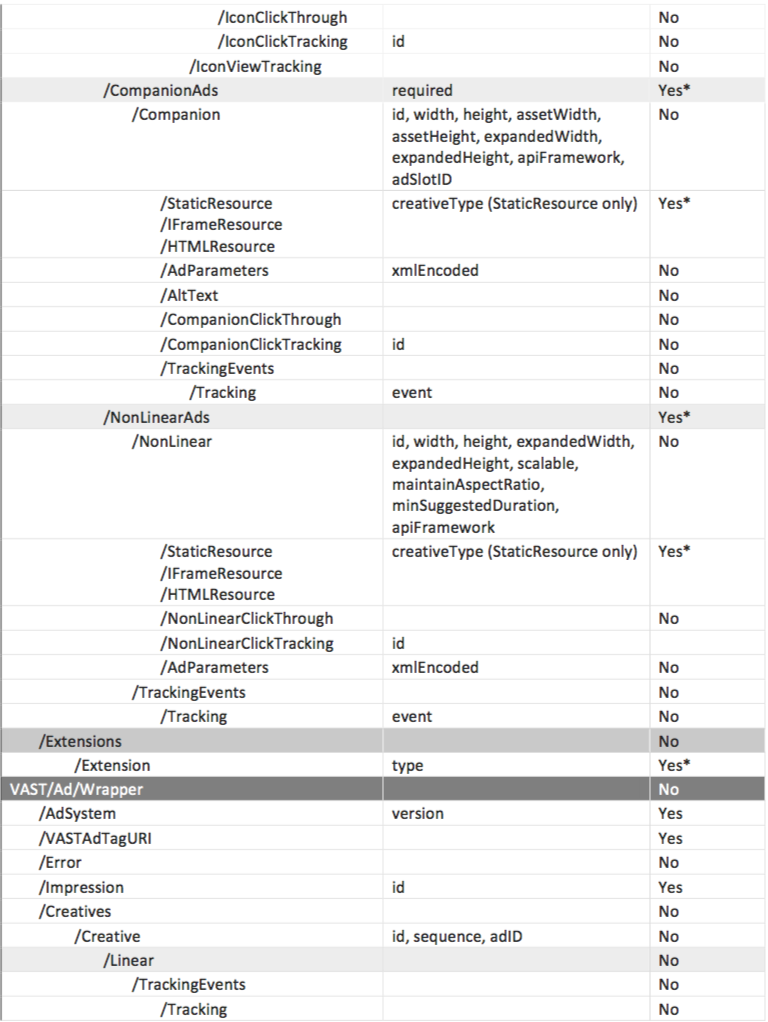 /IconClickThrough No
/IconClickTracking id No
/IconViewTracking No
/CompanionAds required Yes*
/Companion id, width, height, assetWidth, No
assetHeight, expandedWidth,
expandedHeight, apiFramework,
adSlotID
/StaticResource creativeType (StaticResource only) Yes*
/IFrameResource
/HTMLResource
/AdParameters xmlEncoded No
/AltText No
/CompanionClickThrough No
/CompanionClickTracking id No
/TrackingEvents No
/Tracking event No
/NonLinearAds Yes*
/NonLinear id, width, height, expandedWidth, No
expandedHeight, scalable,
maintainAspectRatio,
minSuggestedDuration,
apiFramework
/StaticResource creativeType (StaticResource only) Yes*
/IFrameResource
/HTMLResource
/NonLinearClickThrough No
/NonLinearClickTracking id
/AdParameters xmlEncoded No
/TrackingEvents No
/Tracking event No
/Extensions No
/Extension type Yes*
VAST/Ad/Wrapper No
/AdSystem version Yes
/VASTAdTagURI Yes
/Error No
/Impression id Yes
/Creatives No
/Creative id, sequence, adID No
/Linear No
/TrackingEvents No
/Tracking No